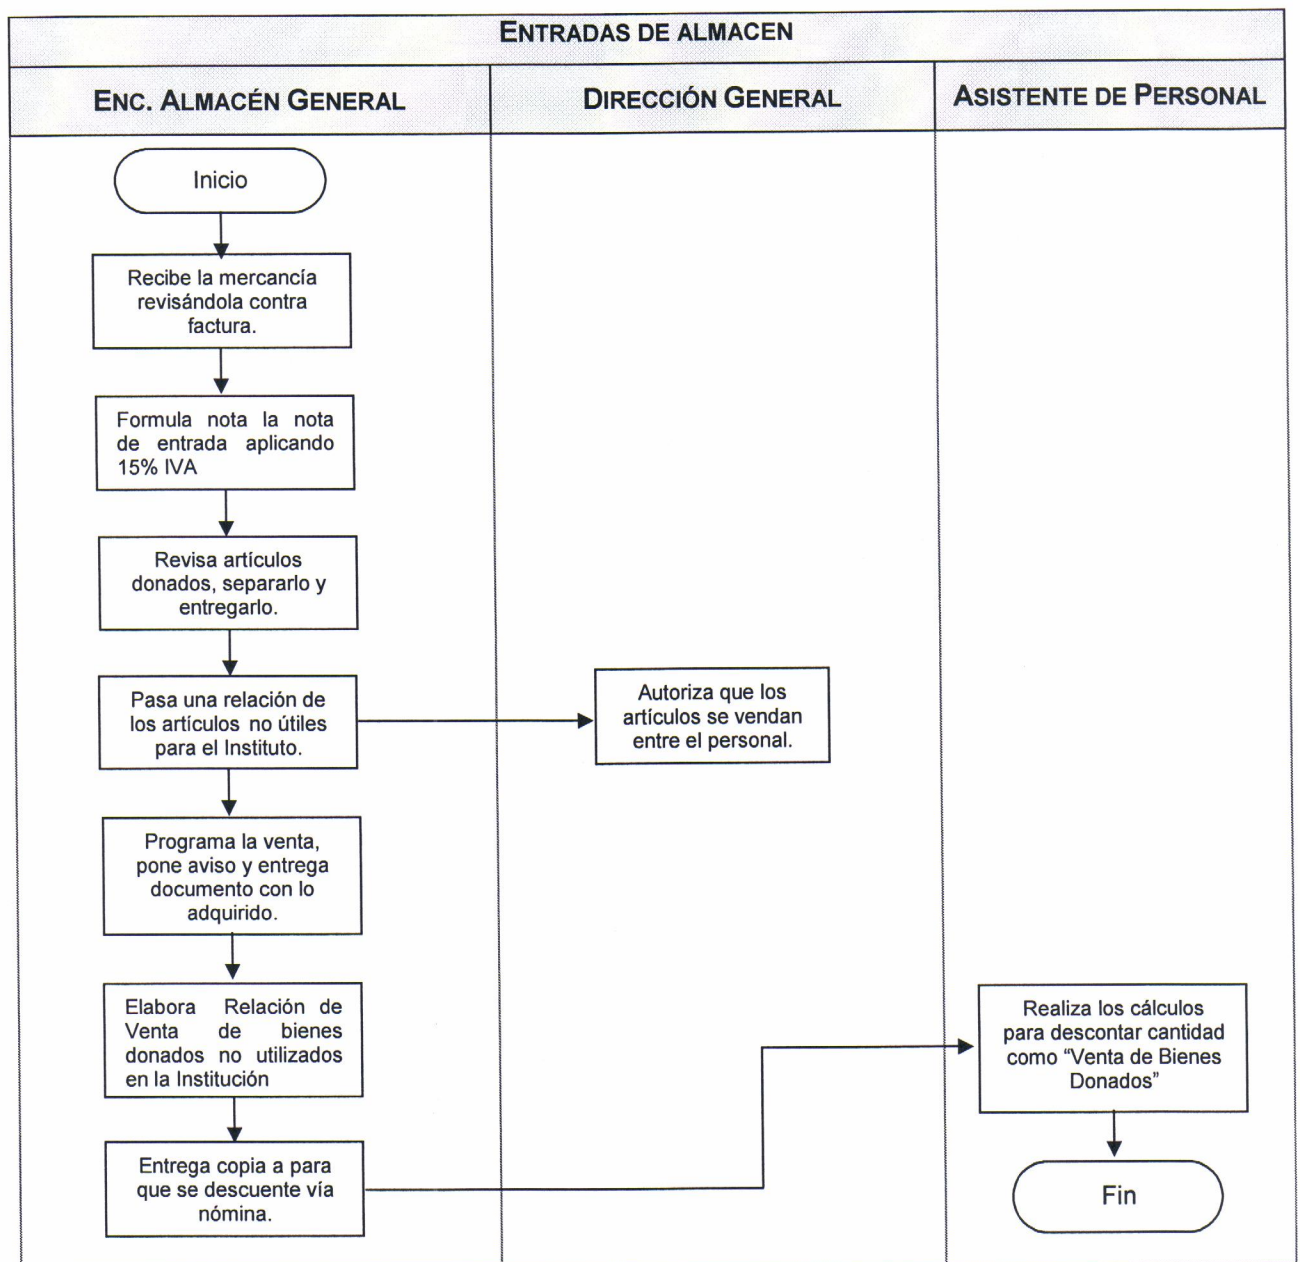 ENTRADAS DE ALMACEN
ENC. ALMACÉN GENERAL
DIRECCIÓN GENERAL
ASISTENTE DE PERSONAL
Inicio
Recibe la mercancía
revisándola contra
factura.
Formula nota la nota
de entrada aplicando
15% IVA
Revisa artículos
donados, separarlo y
entregarlo.
Pasa una relación de
los artículos no útiles
para el Instituto.
Autoriza que los
artículos se vendan
entre el personal.
Programa la venta,
pone aviso y entrega
documento con lo
adquirido.
Elabora Relación de
Venta de bienes
donados no utilizados
en la Institución
Entrega copia a para
que se descuente vía
nómina.
Realiza los cálculos
para descontar cantidad
como “Venta de Bienes
Donados”
Fin